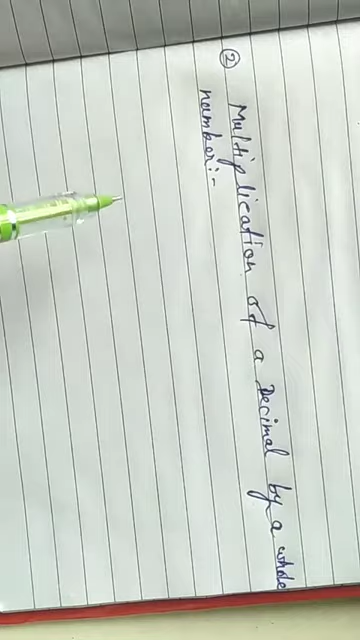 ② Multiplication of a Decimal by a whole
number:-